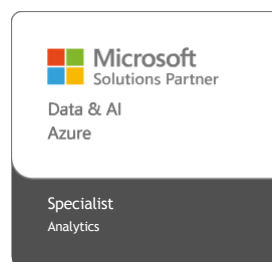 Microsoft
Solutions Partner
Data & AI
Azure
Specialist
Analytics